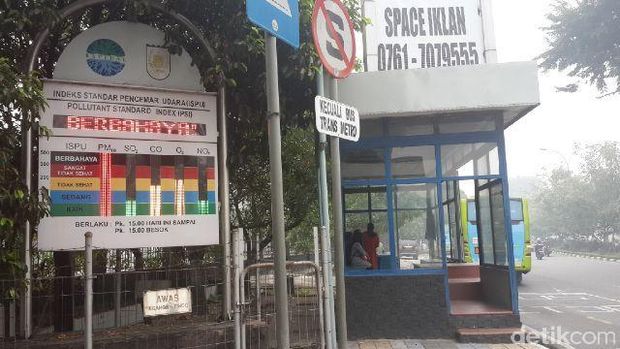 INDEKS STANDAR PENCEMAR UDARA (ISPU)
POLLUTANT STANDARD INDEX (PSI)
BERBAHAYA!
ISPU PM₁₀ SO₂ CO O₃ NO₂
BERBAHAYA
SANGAT
TIDAK SEHAT
TIDAK SEHAT
SEDANG
BAIK
BERLAKU : Pk. 15.00 HARI INI SAMPAI
Pk. 15.00 BESOK
AWAS
S
KECUALI BUS
TRANS METRO
SPACE IKLAN
0761-7079555
detikcom